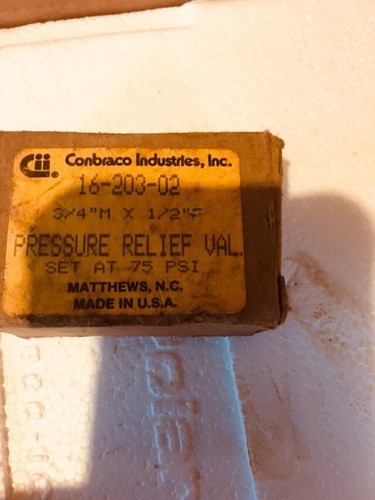 Cii® Conbraco Industries, Inc.
16-203-02
3/4"M X 1/2"F
PRESSURE RELIEF VAL.
SET AT 75 PSI
MATTHEWS, N.C.
MADE IN U.S.A.